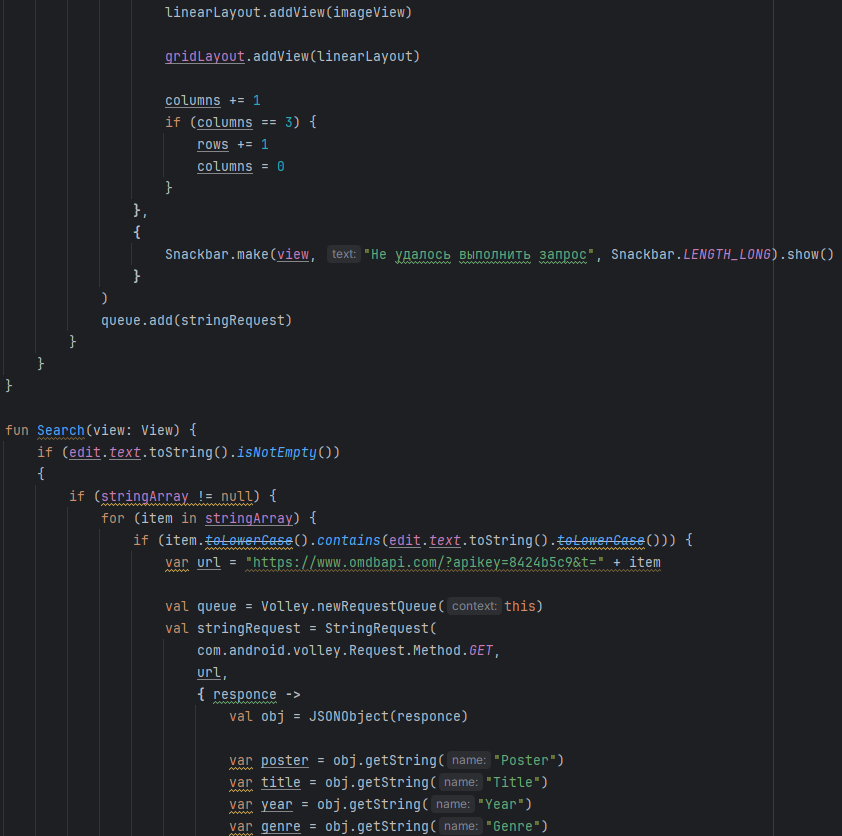 linearLayout.addView(imageView)
gridLayout.addView(linearLayout)
columns += 1
if (columns == 3) {
rows += 1
columns = 0
}
},
{
Snackbar.make(view, text: "Не удалось выполнить запрос", Snackbar.LENGTH_LONG).show()
}
)
queue.add(stringRequest)
}
}
}
fun Search(view: View) {
if (edit.text.toString().isNotEmpty())
{
if (stringArray != null) {
for (item in stringArray) {
if (item.toLowerCase().contains(edit.text.toString().toLowerCase())) {
var url = "https://www.omdbapi.com/?apikey=8424b5c9&t=" + item
val queue = Volley.newRequestQueue( context: this)
val stringRequest = StringRequest(
com.android.volley.Request.Method.GET,
url,
{ responce ->
val obj = JSONObject(responce)
var poster = obj.getString( name: "Poster")
var title = obj.getString( name: "Title")
var year = obj.getString( name: "Year")
var genre = obj.getString( name: "Genre")